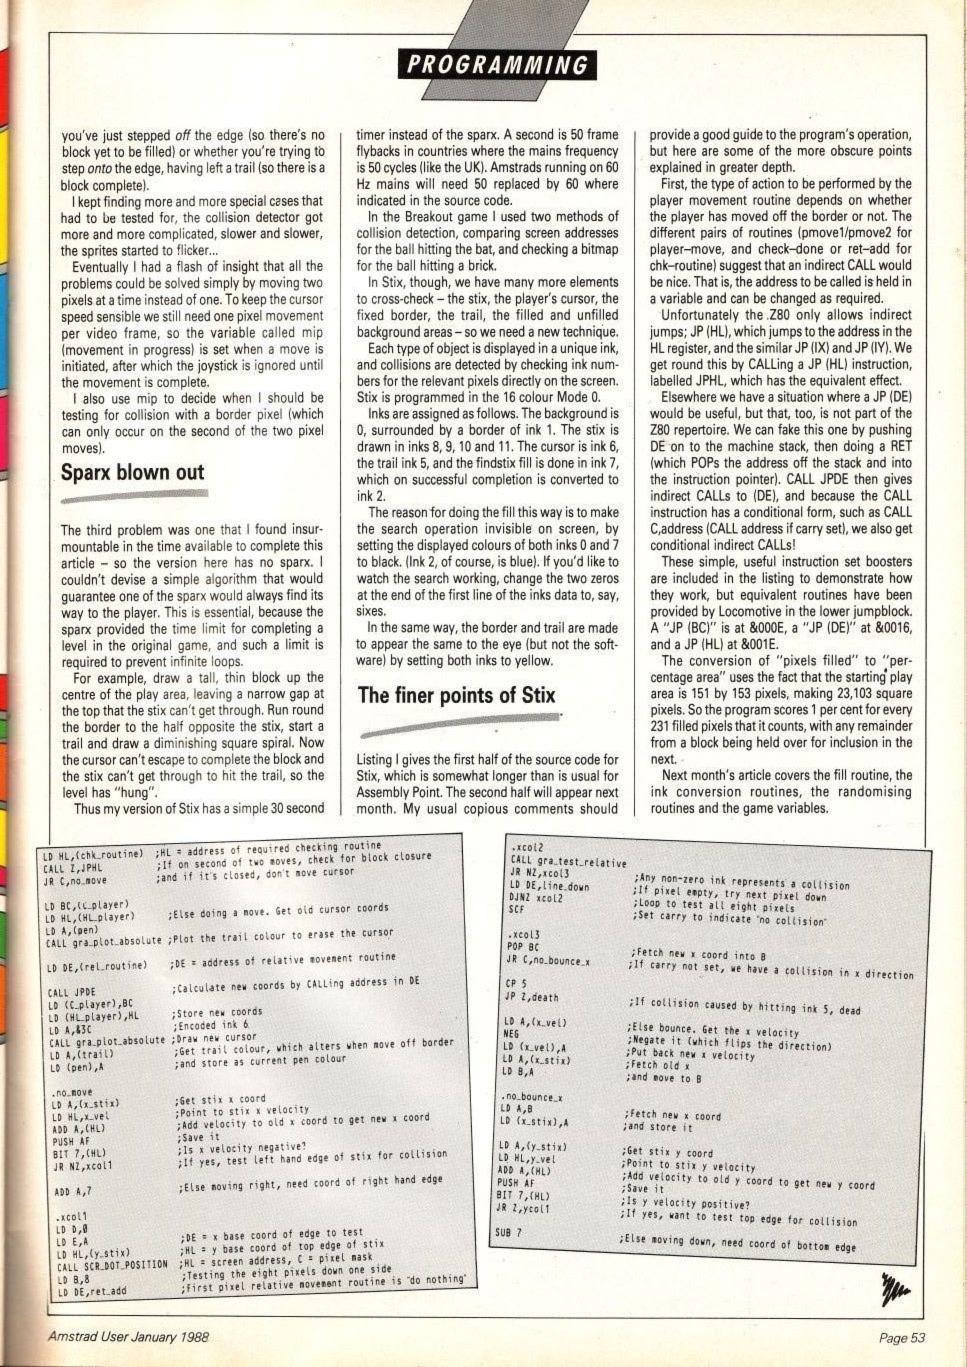 PROGRAMMING
you've just stepped off the edge (so there's no
block yet to be filled) or whether you're trying to
step onto the edge, having left a trail (so there is a
block complete).
I kept finding more and more special cases that
had to be tested for, the collision detector got
more and more complicated, slower and slower,
the sprites started to flicker...
Eventually I had a flash of insight that all the
problems could be solved simply by moving two
pixels at a time instead of one. To keep the cursor
speed sensible we still need one pixel movement
per video frame, so the variable called mip
(movement in progress) is set when a move is
initiated, after which the joystick is ignored until
the movement is complete.
I also use mip to decide when I should be
testing for collision with a border pixel (which
can only occur on the second of the two pixel
moves).
Sparx blown out
The third problem was one that I found insur-
mountable in the time available to complete this
article – so the version here has no sparx. I
couldn't devise a simple algorithm that would
guarantee one of the sparx would always find its
way to the player. This is essential, because the
sparx provided the time limit for completing a
level in the original game, and such a limit is
required to prevent infinite loops.
For example, draw a tall, thin block up the
centre of the play area, leaving a narrow gap at
the top that the stix can't get through. Run round
the border to the half opposite the stix, start a
trail and draw a diminishing square spiral. Now
the cursor can't escape to complete the block and
the stix can't get through to hit the trail, so the
level has "hung".
Thus my version of Stix has a simple 30 second
timer instead of the sparx. A second is 50 frame
flybacks in countries where the mains frequency
is 50 cycles (like the UK). Amstrads running on 60
Hz mains will need 50 replaced by 60 where
indicated in the source code.
In the Breakout game I used two methods of
collision detection, comparing screen addresses
for the ball hitting the bat, and checking a bitmap
for the ball hitting a brick.
In Stix, though, we have many more elements
to cross-check – the stix, the player's cursor, the
fixed border, the trail, the filled and unfilled
background areas – so we need a new technique.
Each type of object is displayed in a unique ink,
and collisions are detected by checking ink num-
bers for the relevant pixels directly on the screen.
Stix is programmed in the 16 colour Mode 0.
Inks are assigned as follows. The background is
0, surrounded by a border of ink 1. The stix is
drawn in inks 8, 9, 10 and 11. The cursor is ink 6,
the trail ink 5, and the findstix fill is done in ink 7,
which on successful completion is converted to
ink 2.
The reason for doing the fill this way is to make
the search operation invisible on screen, by
setting the displayed colours of both inks 0 and 7
to black. (Ink 2, of course, is blue). If you'd like to
watch the search working, change the two zeros
at the end of the first line of the inks data to, say,
sixes.
In the same way, the border and trail are made
to appear the same to the eye (but not the soft-
ware) by setting both inks to yellow.
The finer points of Stix
Listing I gives the first half of the source code for
Stix, which is somewhat longer than is usual for
Assembly Point. The second half will appear next
month. My usual copious comments should
provide a good guide to the program's operation,
but here are some of the more obscure points
explained in greater depth.
First, the type of action to be performed by the
player movement routine depends on whether
the player has moved off the border or not. The
different pairs of routines (pmove1/pmove2 for
player–move, and check–done or ret–add for
chk–routine) suggest that an indirect CALL would
be nice. That is, the address to be called is held in
a variable and can be changed as required.
Unfortunately the Z80 only allows indirect
jumps; JP (HL), which jumps to the address in the
HL register, and the similar JP (IX) and JP (IY). We
get round this by CALLing a JP (HL) instruction,
labelled JPHL, which has the equivalent effect.
Elsewhere we have a situation where a JP (DE)
would be useful, but that, too, is not part of the
Z80 repertoire. We can fake this one by pushing
DE on to the machine stack, then doing a RET
(which POPs the address off the stack and into
the instruction pointer). CALL JPDE then gives
indirect CALLs to (DE), and because the CALL
instruction has a conditional form, such as CALL
C,address (CALL address if carry set), we also get
conditional indirect CALLs!
These simple, useful instruction set boosters
are included in the listing to demonstrate how
they work, but equivalent routines have been
provided by Locomotive in the lower jumpblock.
A "JP (BC)" is at &000E, a "JP (DE)" at &0016,
and a JP (HL) at &001E.
The conversion of "pixels filled" to "per-
centage area" uses the fact that the starting play
area is 151 by 153 pixels, making 23,103 square
pixels. So the program scores 1 per cent for every
231 filled pixels that it counts, with any remainder
from a block being held over for inclusion in the
next.
Next month's article covers the fill routine, the
ink conversion routines, the randomising
routines and the game variables.
LD HL,(chk_routine) ;HL = address of required checking routine
CALL Z,JPHL ;If on second of two moves, check for block closure
JR C,no_move ;and if it's closed, don't move cursor
LD BC,(C_player)
LD HL,(HL_player) ;Else doing a move. Get old cursor coords
LD A,(pen)
CALL gra_plot_absolute ;Plot the trail colour to erase the cursor
LD DE,(rel_routine) ;DE = address of relative movement routine
CALL JPDE ;Calculate new coords by CALLing address in DE
LD (C_player),BC
LD (HL_player),HL ;Store new coords
LD A,&3C ;Encoded ink 6
CALL gra_plot_absolute ;Draw new cursor
LD A,(trail) ;Get trail colour, which alters when move off border
LD (pen),A ;and store as current pen colour
.no_move
LD A,(x_stix) ;Get stix x coord
LD HL,x_vel ;Point to stix x velocity
ADD A,(HL) ;Add velocity to old x coord to get new x coord
PUSH AF ;Save it
BIT 7,(HL) ;Is x velocity negative?
JR NZ,xcol1 ;If yes, test left hand edge of stix for collision
ADD A,7 ;Else moving right, need coord of right hand edge
.xcol1
LD D,0
LD E,A ;DE = x base coord of edge to test
LD HL,(y_stix) ;HL = y base coord of top edge of stix
CALL SCR_DOT_POSITION ;HL = screen address, C = pixel mask
LD B,8 ;Testing the eight pixels down one side
LD DE,ret_add ;First pixel relative movement routine is "do nothing"
.xcol2
CALL gra_test_relative
JR NZ,xcol3 ;Any non-zero ink represents a collision
LD DE,line_down ;If pixel empty, try next pixel down
DJNZ xcol2 ;Loop to test all eight pixels
SCF ;Set carry to indicate "no collision"
.xcol3
POP BC ;Fetch new x coord into B
JR C,no_bounce_x ;If carry not set, we have a collision in x direction
CP 5
JP Z,death ;If collision caused by hitting ink 5, dead
LD A,(x_vel) ;Else bounce. Get the x velocity
NEG ;Negate it (which flips the direction)
LD (x_vel),A ;Put back new x velocity
LD A,(x_stix) ;Fetch old x
LD B,A ;and move to B
.no_bounce_x
LD A,B ;Fetch new x coord
LD (x_stix),A ;and store it
LD A,(y_stix) ;Get stix y coord
LD HL,y_vel ;Point to stix y velocity
ADD A,(HL) ;Add velocity to old y coord to get new y coord
PUSH AF ;Save it
BIT 7,(HL) ;Is y velocity positive?
JR Z,ycol1 ;If yes, want to test top edge for collision
SUB 7 ;Else moving down, need coord of bottom edge
Amstrad User January 1988
Page 53